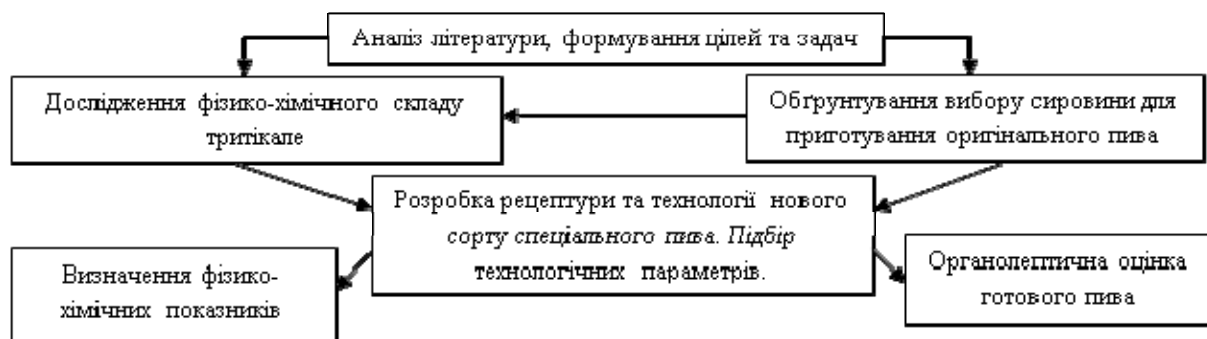 Аналіз літератури, формування цілей та задач
Дослідження фізико-хімічного складу
тритікале
Обґрунтування вибору сировини для
приготування оригінального пива
Розробка рецептури та технології нового
сорту спеціального пива. Підбір
технологічних параметрів.
Визначення фізико-
хімічних показників
Органолептична оцінка
готового пива